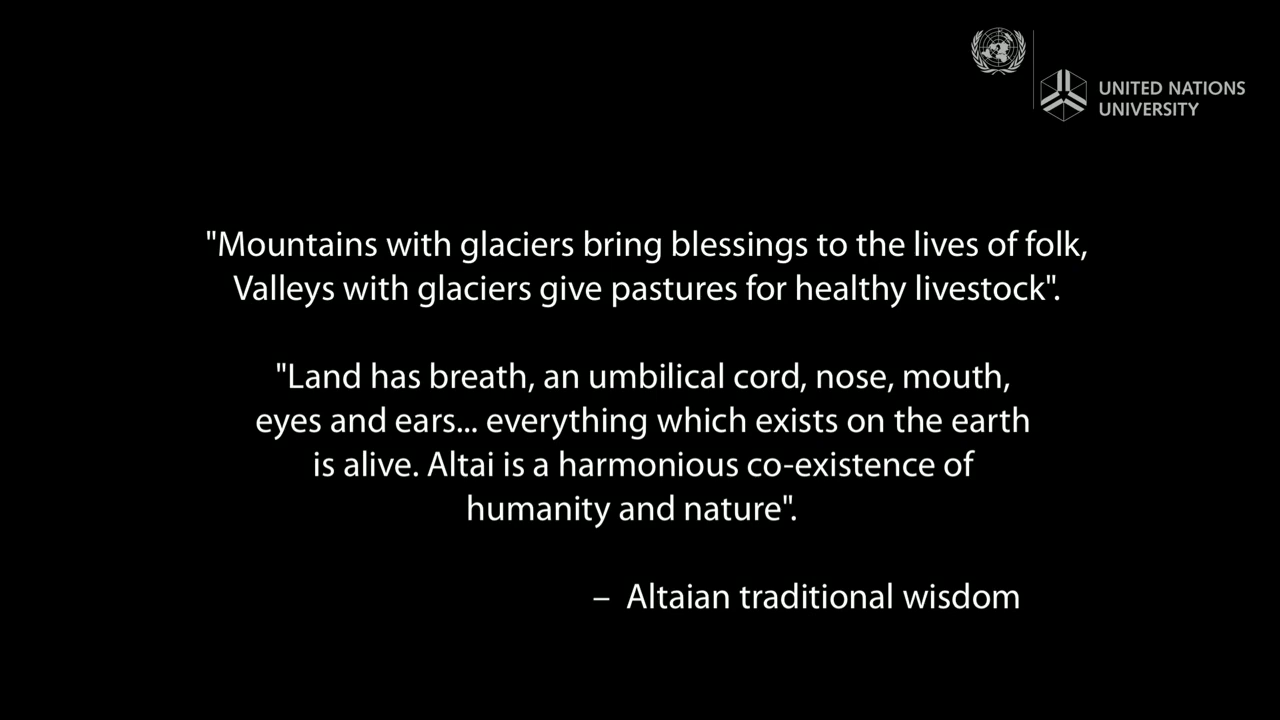 UNITED NATIONS
UNIVERSITY
"Mountains with glaciers bring blessings to the lives of folk,
Valleys with glaciers give pastures for healthy livestock".
"Land has breath, an umbilical cord, nose, mouth,
eyes and ears... everything which exists on the earth
is alive. Altai is a harmonious co-existence of
humanity and nature".
– Altaian traditional wisdom